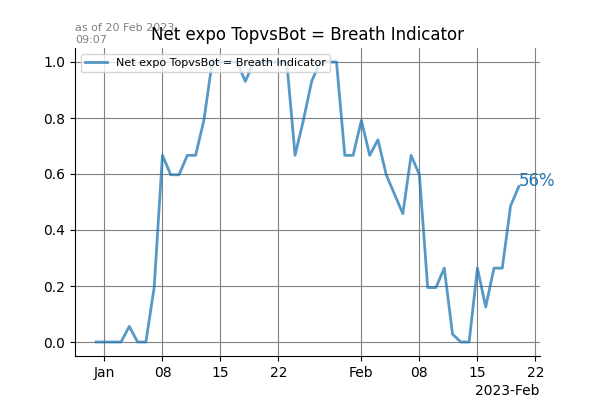 as of 20 Feb 2023
09:07
Net expo TopvsBot = Breath Indicator
Net expo TopvsBot = Breath Indicator
1.0
0.8
0.6
0.4
0.2
0.0
56%
Jan 08 15 22 Feb 08 15 22
2023-Feb